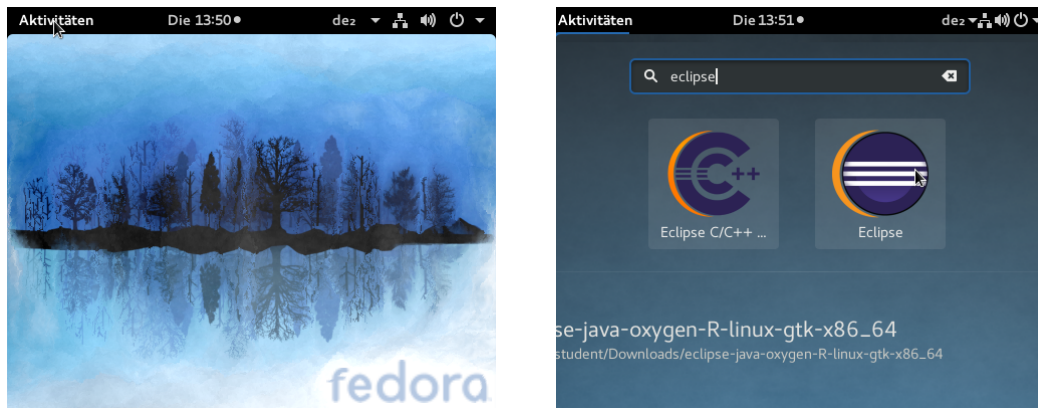 Aktivitäten Die 13:50 de₂
fedora
Aktivitäten Die 13:51 de₂
eclipse
Eclipse C/C++ ... Eclipse
se-java-oxygen-R-linux-gtk-x86_64
student/Downloads/eclipse-java-oxygen-R-linux-gtk-x86_64